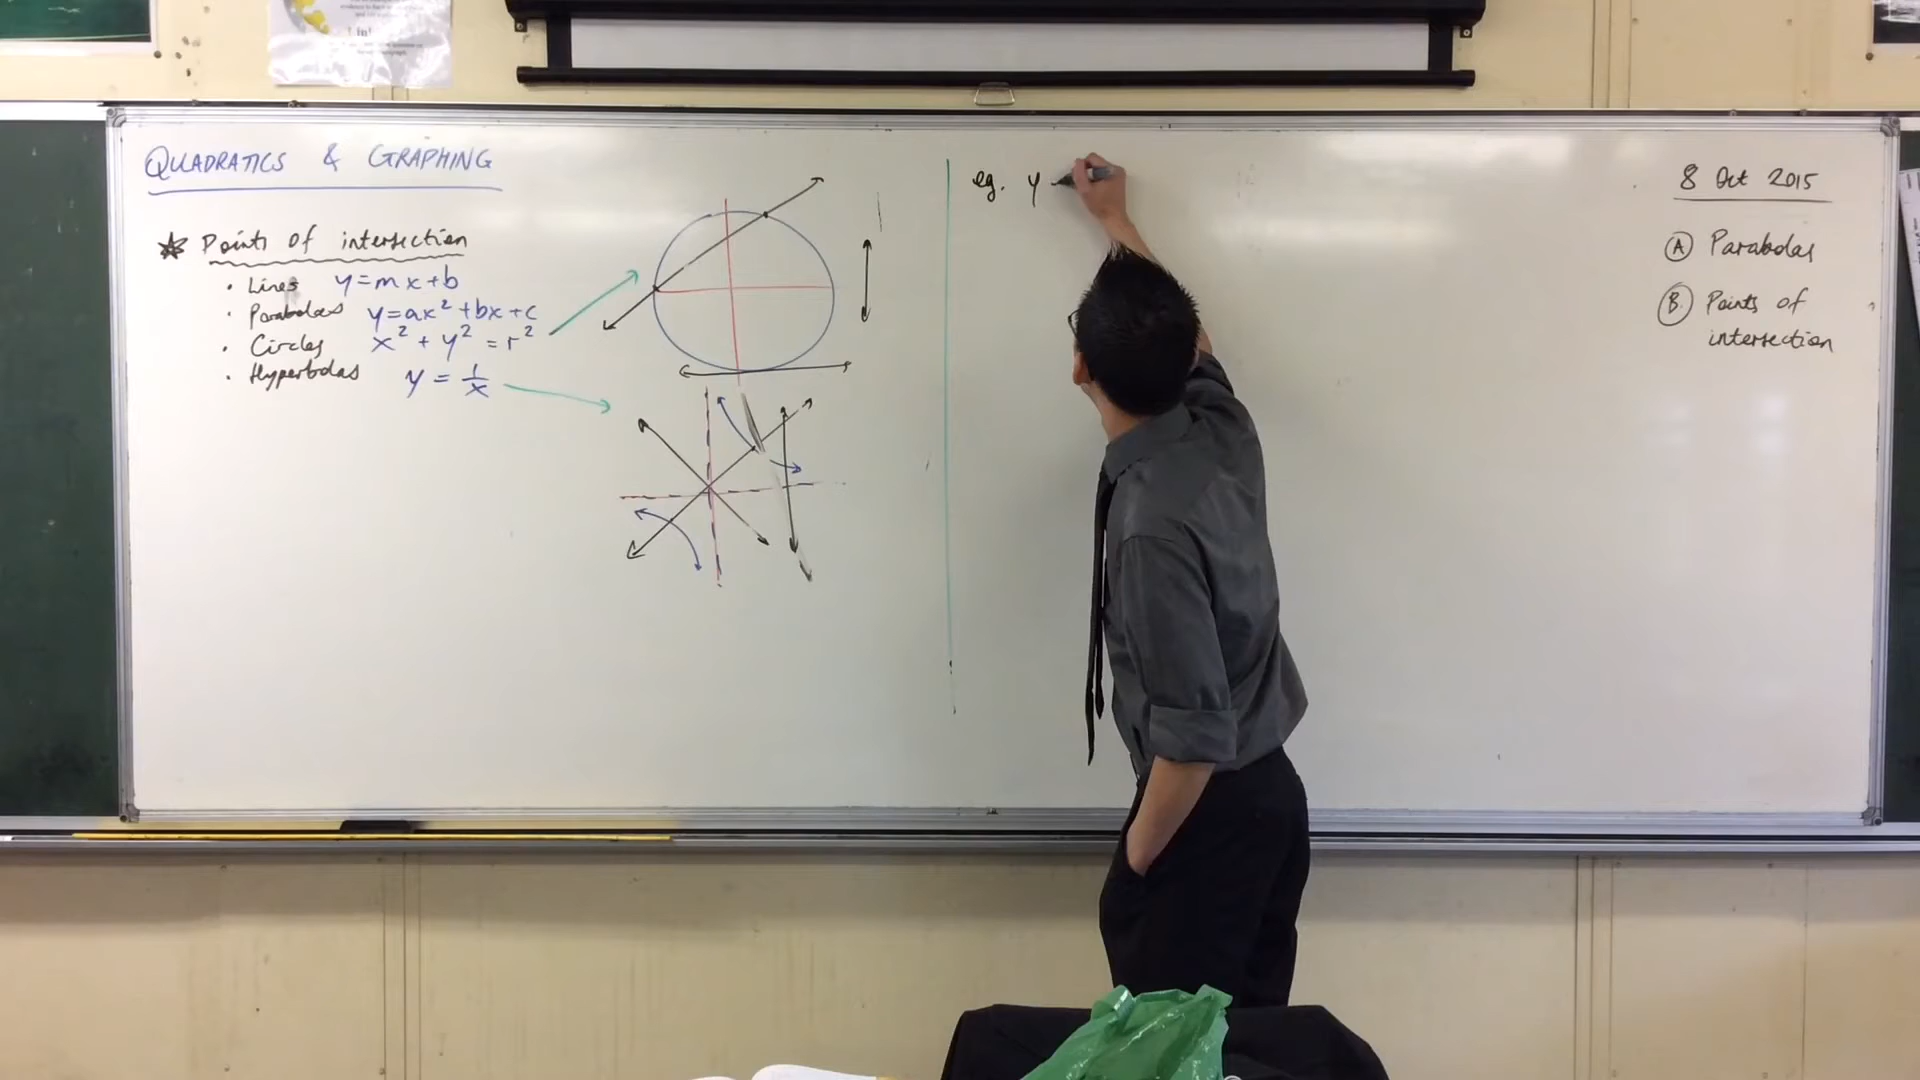 QUADRATICS & GRAPHING
Points of intersection
• Lines y = mx + b
• Parabolas y = ax² + bx + c
• Circles x² + y² = r²
• Hyperbolas y = 1/x
eg. y
8 Oct 2015
Ⓐ Parabolas
Ⓑ Points of
intersection